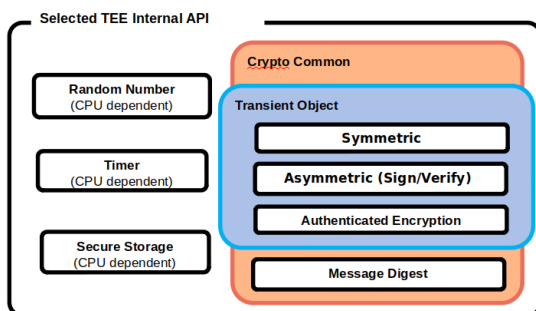 Selected TEE Internal API
Random Number
(CPU dependent)
Timer
(CPU dependent)
Secure Storage
(CPU dependent)
Crypto Common
Transient Object
Symmetric
Asymmetric (Sign/Verify)
Authenticated Encryption
Message Digest